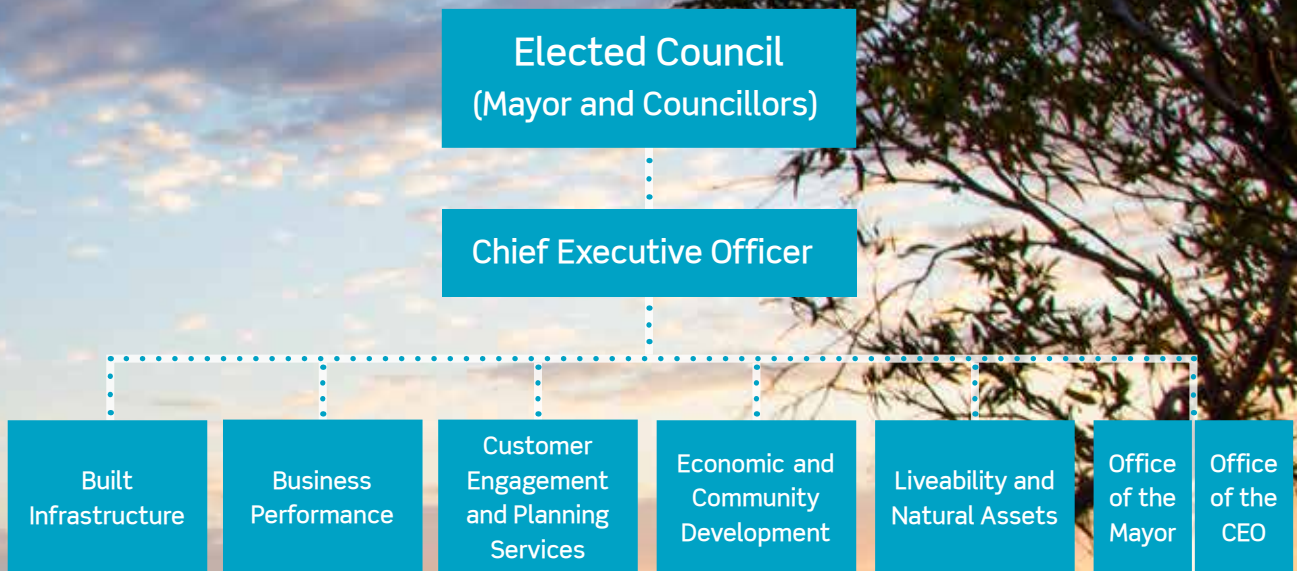 Elected Council
(Mayor and Councillors)
Chief Executive Officer
Built
Infrastructure
Business
Performance
Customer
Engagement
and Planning
Services
Economic and
Community
Development
Liveability and
Natural Assets
Office
of the
Mayor
Office
of the
CEO